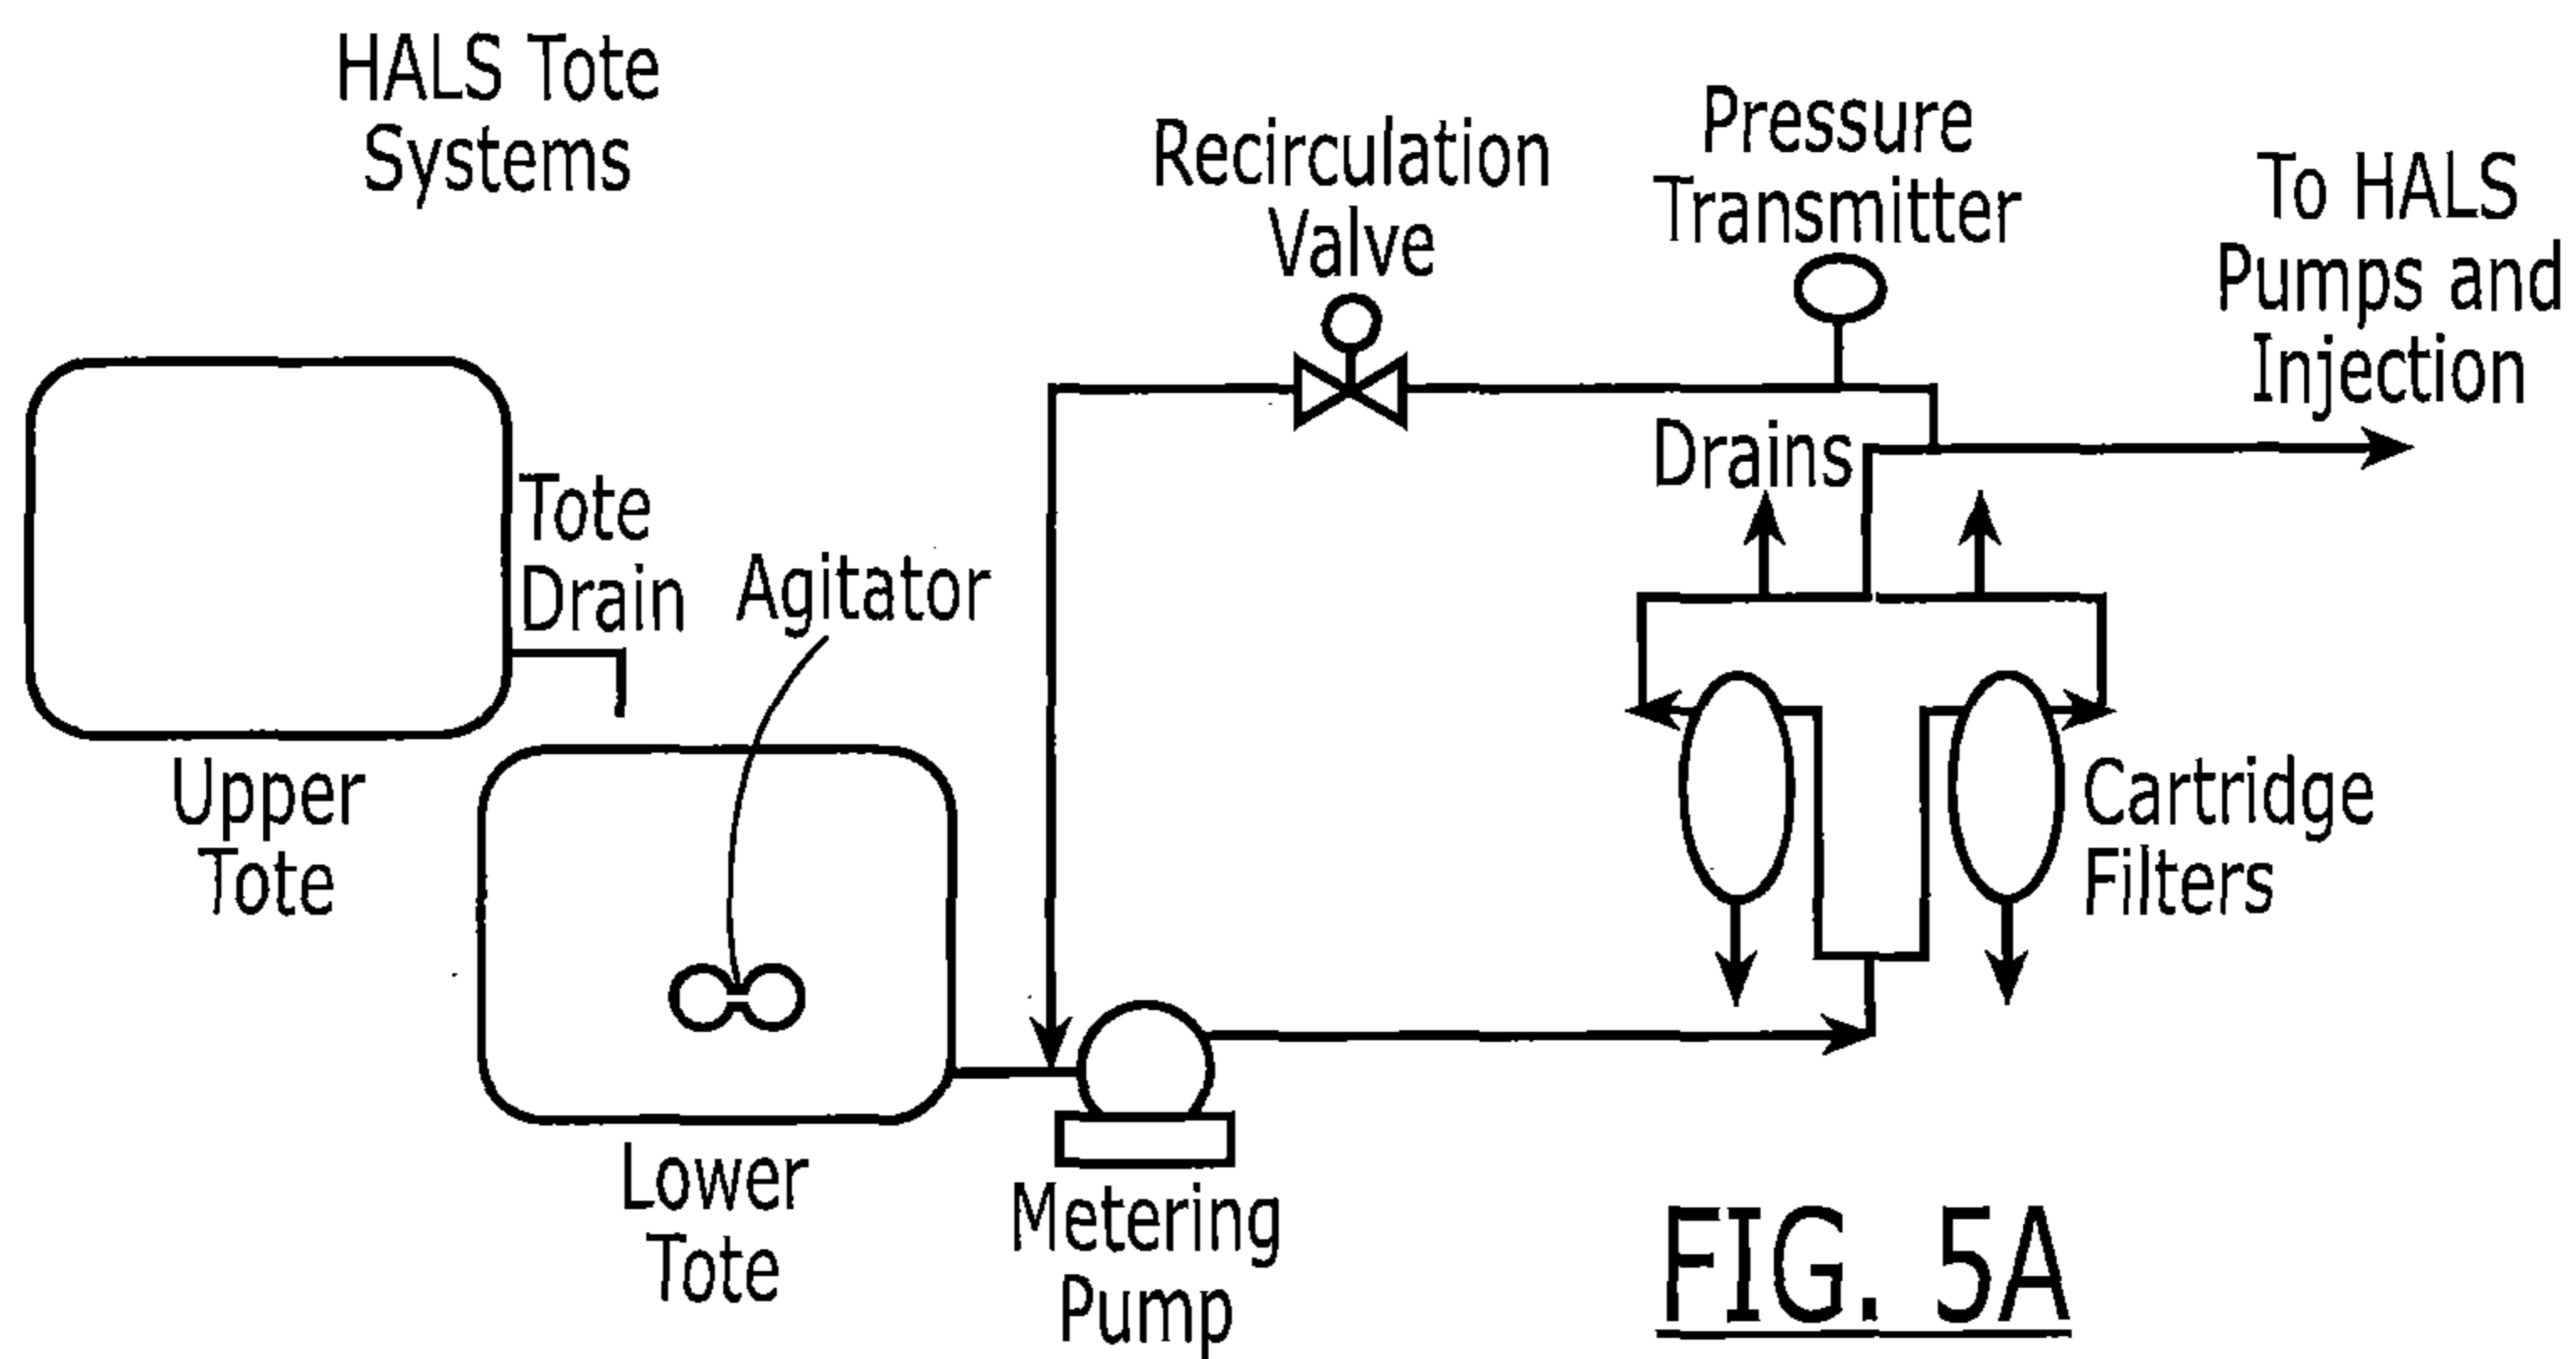 HALS Tote
Systems
Recirculation
Valve
Pressure
Transmitter
To HALS
Pumps and
Injection
Drains
Tote
Drain
Agitator
Upper
Tote
Cartridge
Filters
Lower
Tote
Metering
Pump
FIG. 5A